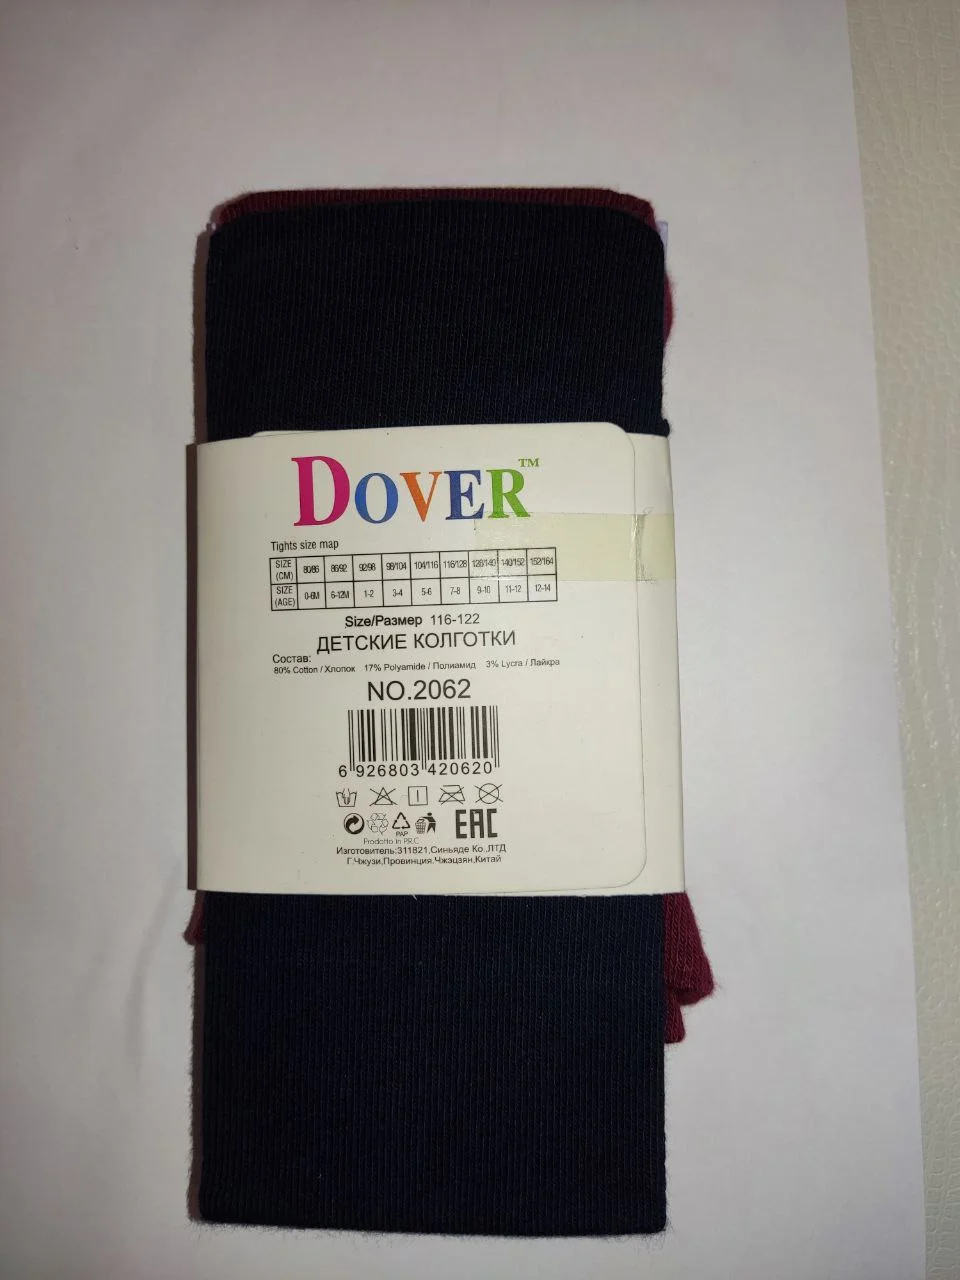 DOVER™
Tights size map
SIZE (CM) 80/86 86/92 92/98 98/104 104/116 116/128 128/140 140/152 152/164
SIZE (AGE) 0-6M 6-12M 1-2 3-4 5-6 7-8 9-10 11-12 12-14
Size/Размер 116-122
ДЕТСКИЕ КОЛГОТКИ
Состав:
80% Cotton / Хлопок 17% Polyamide / Полиамид 3% Lycra / Лайкра
NO.2062
6 926803 420620
PAP
EAC
Prodotto in P.R.C
Изготовитель:311821,Синьяде Ко.,ЛТД
Г.Чжузи,Провинция.Чжэцзян,Китай